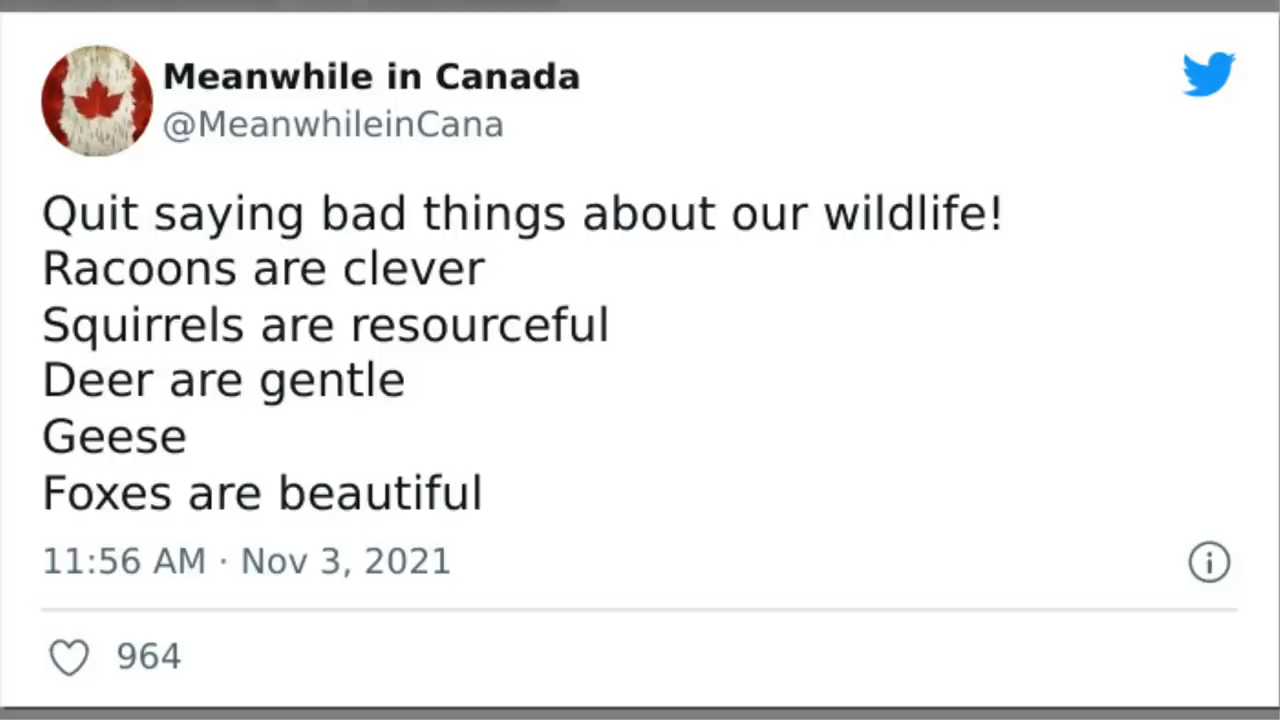 Meanwhile in Canada
@MeanwhileinCana
Quit saying bad things about our wildlife!
Racoons are clever
Squirrels are resourceful
Deer are gentle
Geese
Foxes are beautiful
11:56 AM · Nov 3, 2021
964